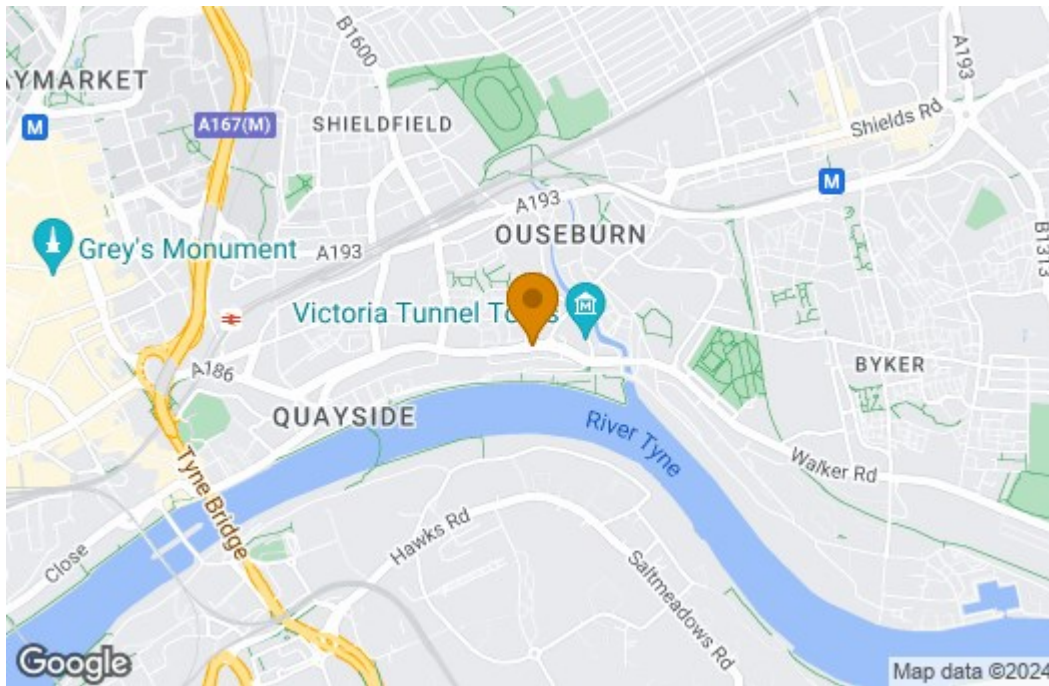 AYMARKET
M
A167(M)
SHIELDFIELD
B1600
A193
Shields Rd
M
A193
A193
OUSEBURN
Grey's Monument
B1313
Victoria Tunnel T
s
M
A186
BYKER
QUAYSIDE
River Tyne
Walker Rd
Tyne Bridge
Hawks Rd
Close
Saltmeadows Rd
Google
Map data ©2024